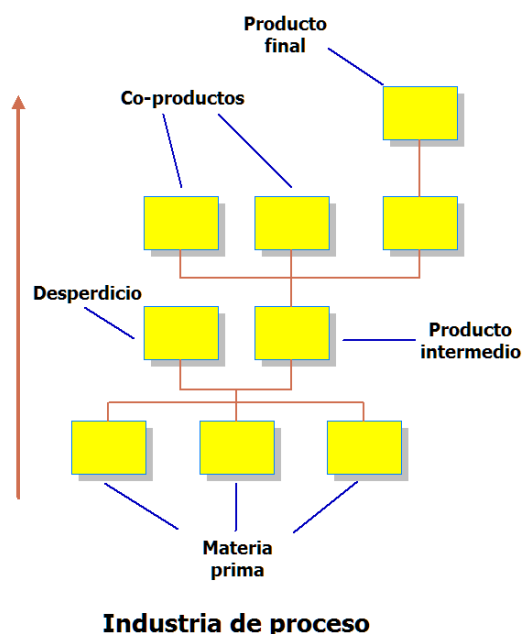 Producto
final
Co-productos
Desperdicio
Producto
intermedio
Materia
prima
Industria de proceso